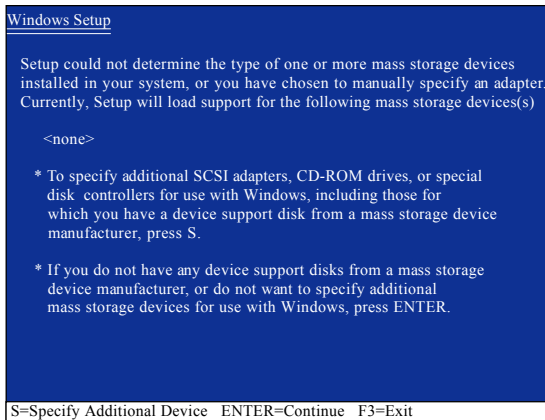 Windows Setup
Setup could not determine the type of one or more mass storage devices
installed in your system, or you have chosen to manually specify an adapter.
Currently, Setup will load support for the following mass storage devices(s)
<none>
* To specify additional SCSI adapters, CD-ROM drives, or special
disk controllers for use with Windows, including those for
which you have a device support disk from a mass storage device
manufacturer, press S.
* If you do not have any device support disks from a mass storage
device manufacturer, or do not want to specify additional
mass storage devices for use with Windows, press ENTER.
S=Specify Additional Device ENTER=Continue F3=Exit